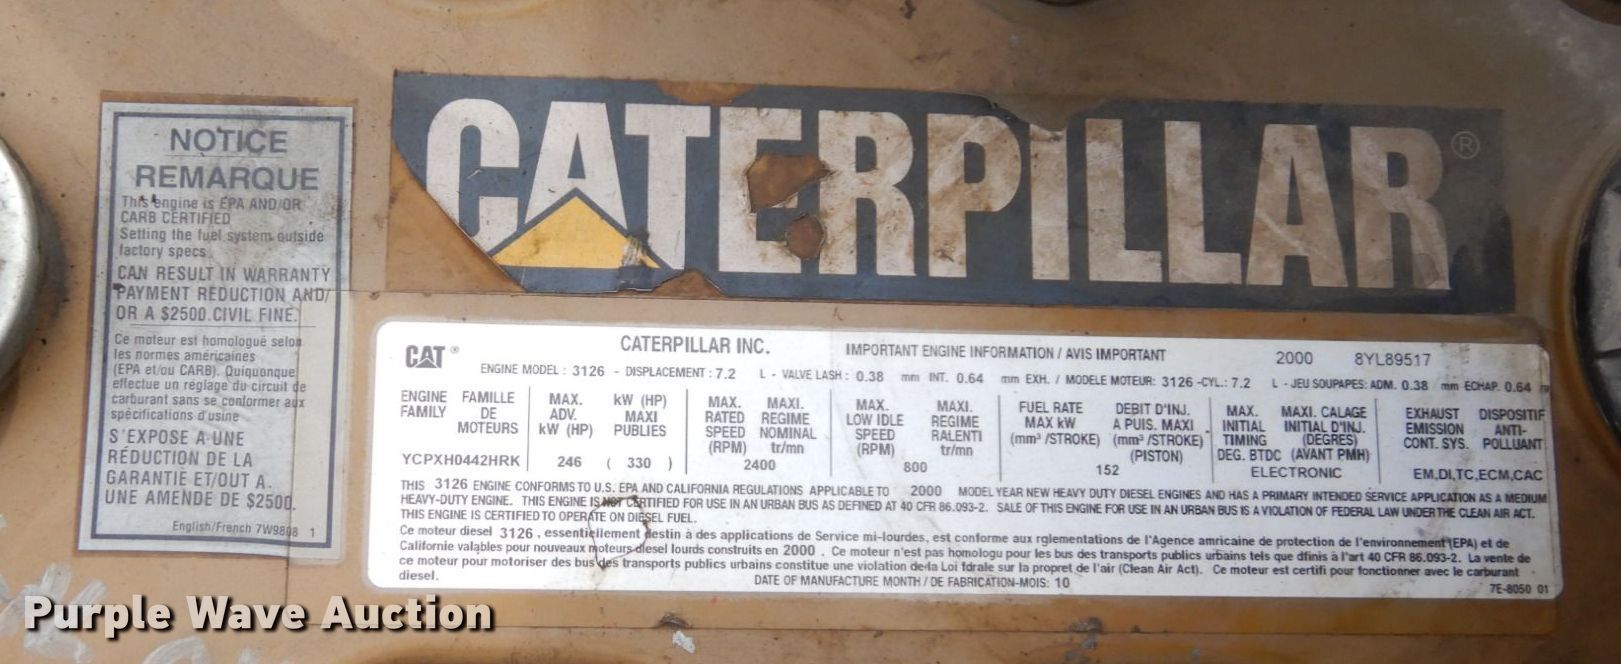 NOTICE
REMARQUE
This engine is EPA AND/OR
CARB CERTIFIED
Setting the fuel system outside
factory specs
CAN RESULT IN WARRANTY
PAYMENT REDUCTION AND/
OR A $2500.CIVIL FINE.
Ce moteur est homologué selon
les normes américaines
(EPA et/ou CARB). Quiquonque
effectue un réglage du circuit de
carburant sans se conformer aux
spécifications d'usine
S'EXPOSE A UNE
RÉDUCTION DE LA
GARANTIE ET/OUT A.
UNE AMENDE DE $2500.
English/French 7W9808 1
CATERPILLAR®
CAT®
CATERPILLAR INC.
IMPORTANT ENGINE INFORMATION / AVIS IMPORTANT
2000 8YL89517
ENGINE MODEL : 3126 - DISPLACEMENT : 7.2 L - VALVE LASH : 0.38 mm INT. 0.64 mm EXH. / MODELE MOTEUR: 3126 -CYL.: 7.2 L - JEU SOUPAPES: ADM. 0.38 mm ECHAP. 0.64
ENGINE FAMILLE MAX. kW (HP) MAX. MAXI. MAX. MAXI. FUEL RATE DEBIT D'INJ. MAX. MAXI. CALAGE EXHAUST DISPOSITIF
FAMILY DE ADV. MAXI RATED REGIME LOW IDLE REGIME MAX kW A PUIS. MAXI INITIAL INITIAL D'INJ. EMISSION ANTI-
MOTEURS kW (HP) PUBLIES SPEED NOMINAL SPEED RALENTI (mm³ /STROKE) (mm³ /STROKE) TIMING (DEGRES) CONT. SYS. POLLUANT
(RPM) tr/mn (RPM) tr/mn (PISTON) DEG. BTDC (AVANT PMH)
YCPXH0442HRK 246 ( 330 ) 2400 800 152 ELECTRONIC EM,DI,TC,ECM,CAC
THIS 3126 ENGINE CONFORMS TO U.S. EPA AND CALIFORNIA REGULATIONS APPLICABLE TO 2000 MODEL YEAR NEW HEAVY DUTY DIESEL ENGINES AND HAS A PRIMARY INTENDED SERVICE APPLICATION AS A MEDIUM
HEAVY-DUTY ENGINE. THIS ENGINE IS NOT CERTIFIED FOR USE IN AN URBAN BUS AS DEFINED AT 40 CFR 86.093-2. SALE OF THIS ENGINE FOR USE IN AN URBAN BUS IS A VIOLATION OF FEDERAL LAW UNDER THE CLEAN AIR ACT.
THIS ENGINE IS CERTIFIED TO OPERATE ON DIESEL FUEL.
Ce moteur diesel 3126 , essentiellement destin à des applications de Service mi-lourdes, est conforme aux rglementations de l'Agence amricaine de protection de l'environnement (EPA) et de
Californie valables pour nouveaux moteurs diesel lourds construits en 2000 . Ce moteur n'est pas homologu pour les bus des transports publics urbains tels que dfinis à l'art 40 CFR 86.093-2. La vente de
ce moteur pour motoriser des bus des transports publics urbains constitue une violation de la Loi fdrale sur la propret de l'air (Clean Air Act). Ce moteur est certifi pour fonctionner avec le carburant
diesel.
DATE OF MANUFACTURE MONTH / DE FABRICATION-MOIS: 10
7E-8050 01
Purple Wave Auction